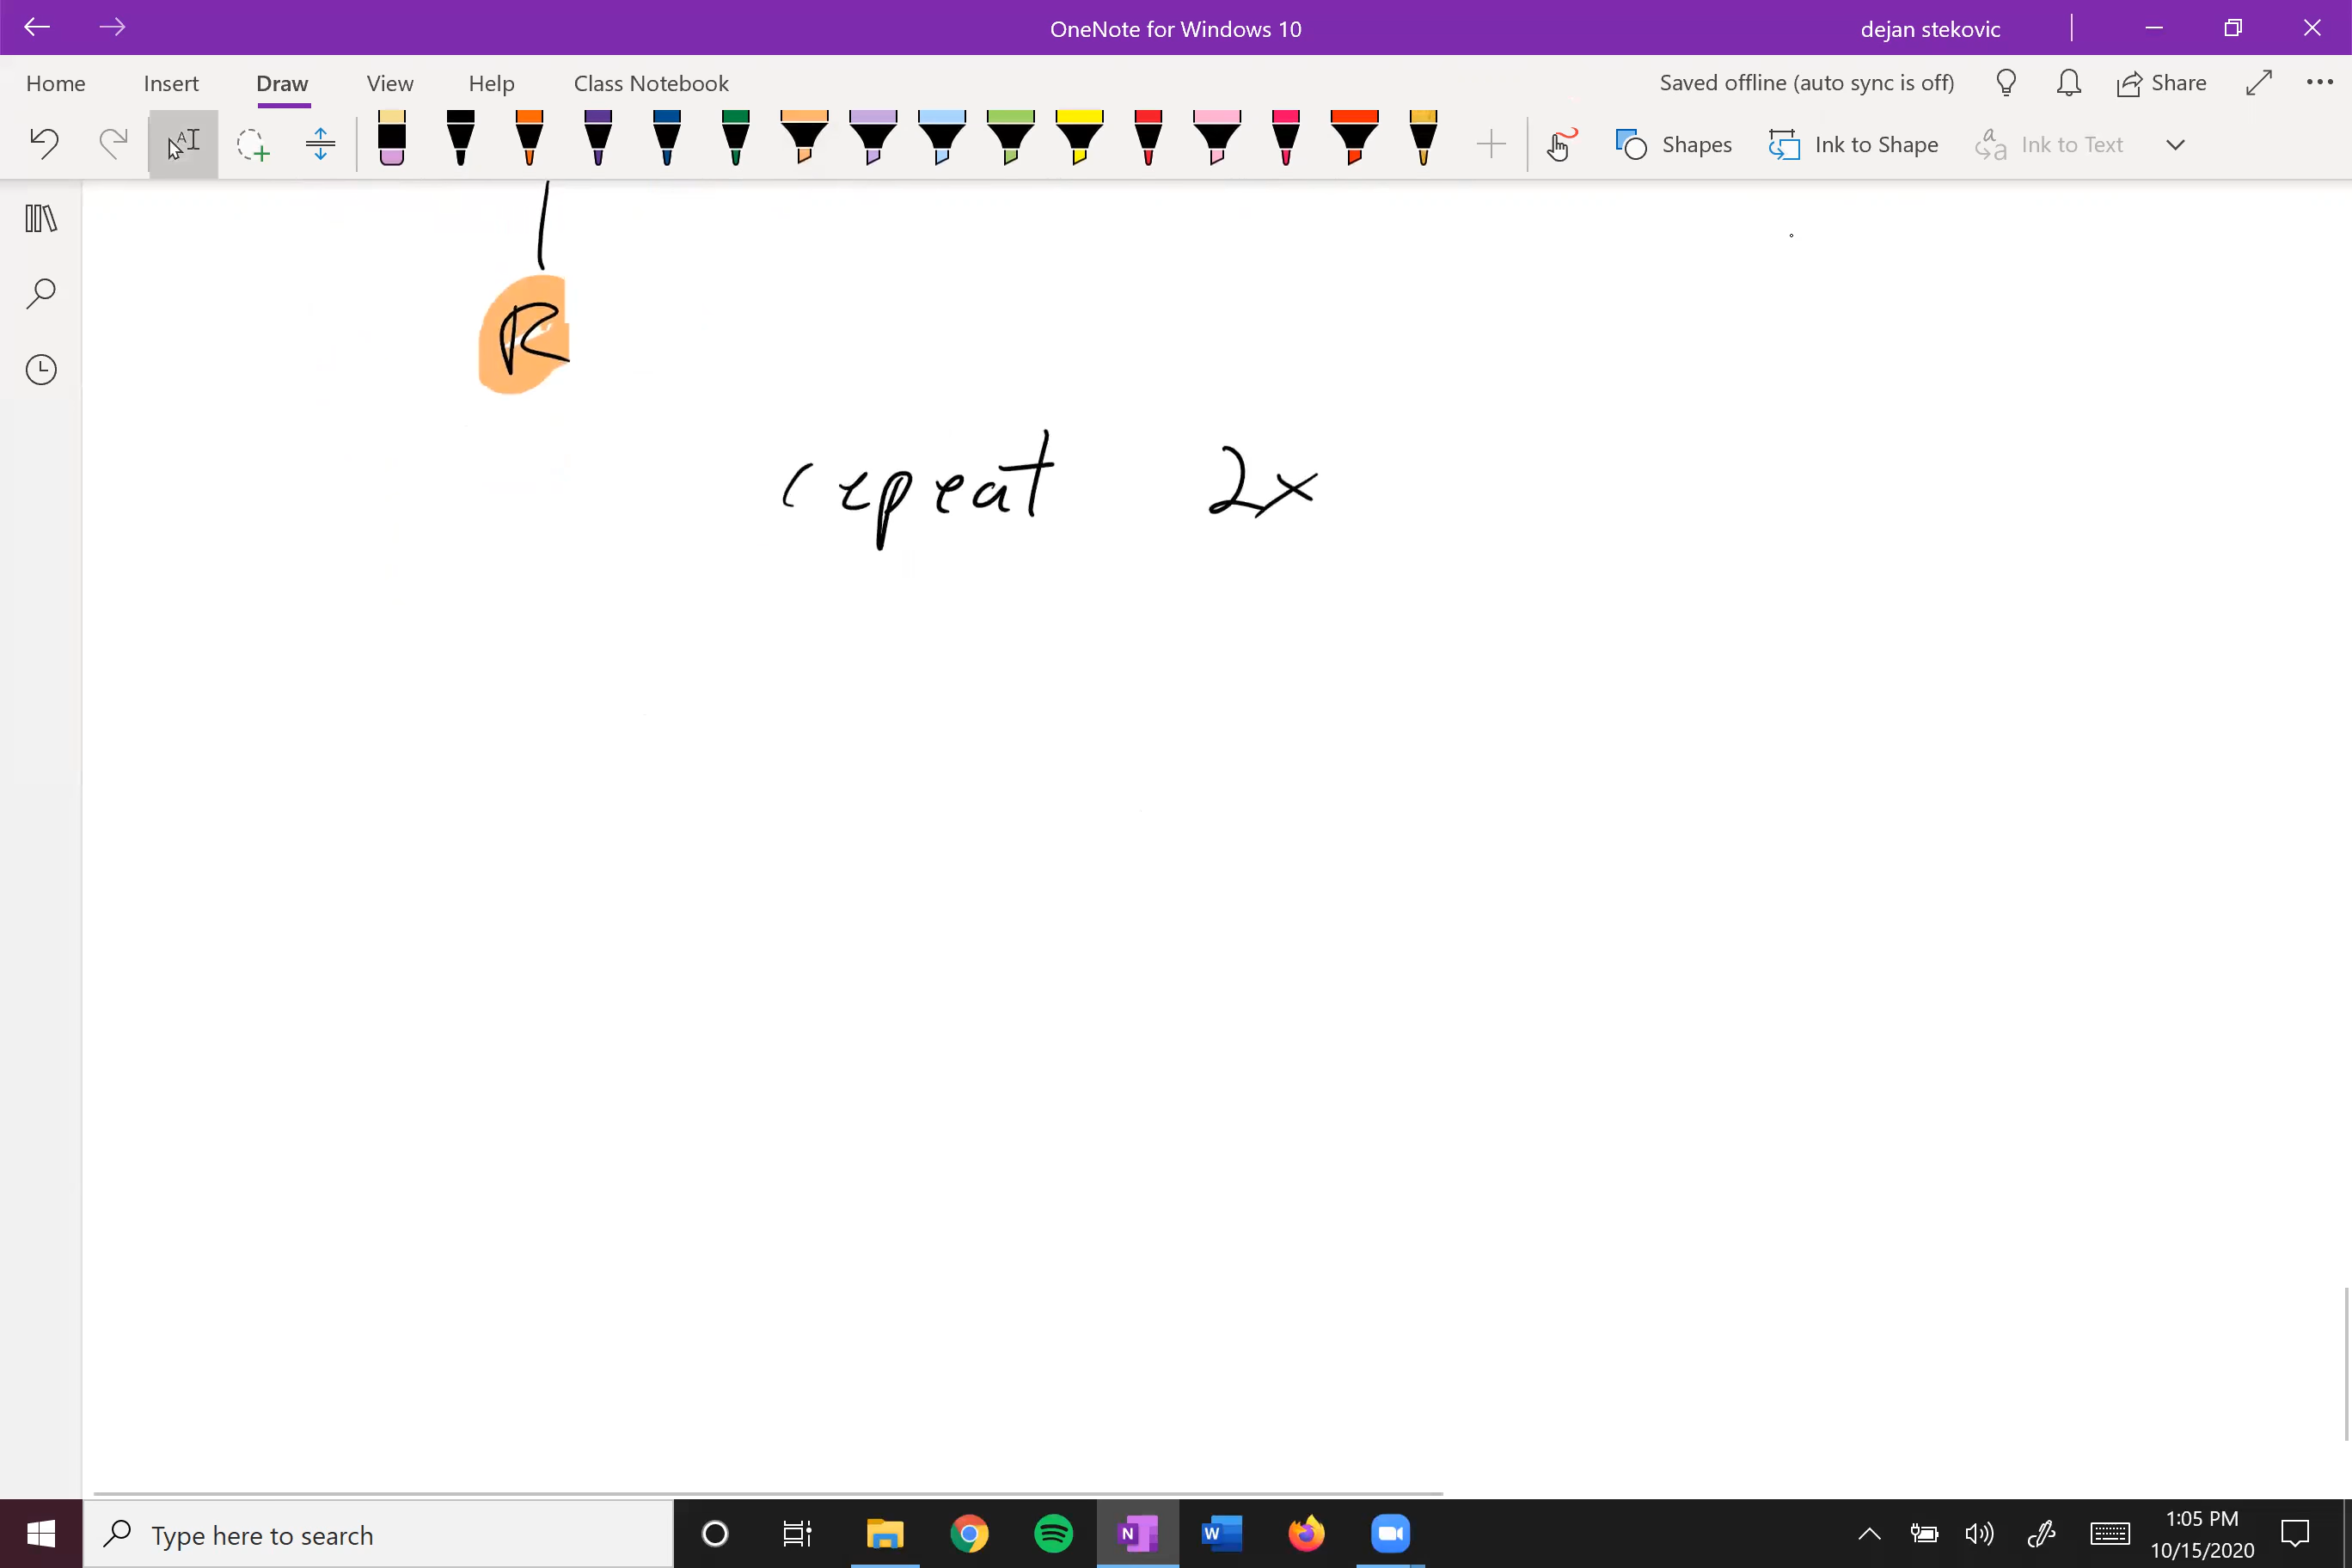 OneNote for Windows 10
dejan stekovic
Home Insert Draw View Help Class Notebook
Saved offline (auto sync is off)
Share
Shapes
Ink to Shape
Ink to Text
R
repeat 2x
Type here to search
N
W
1:05 PM
10/15/2020